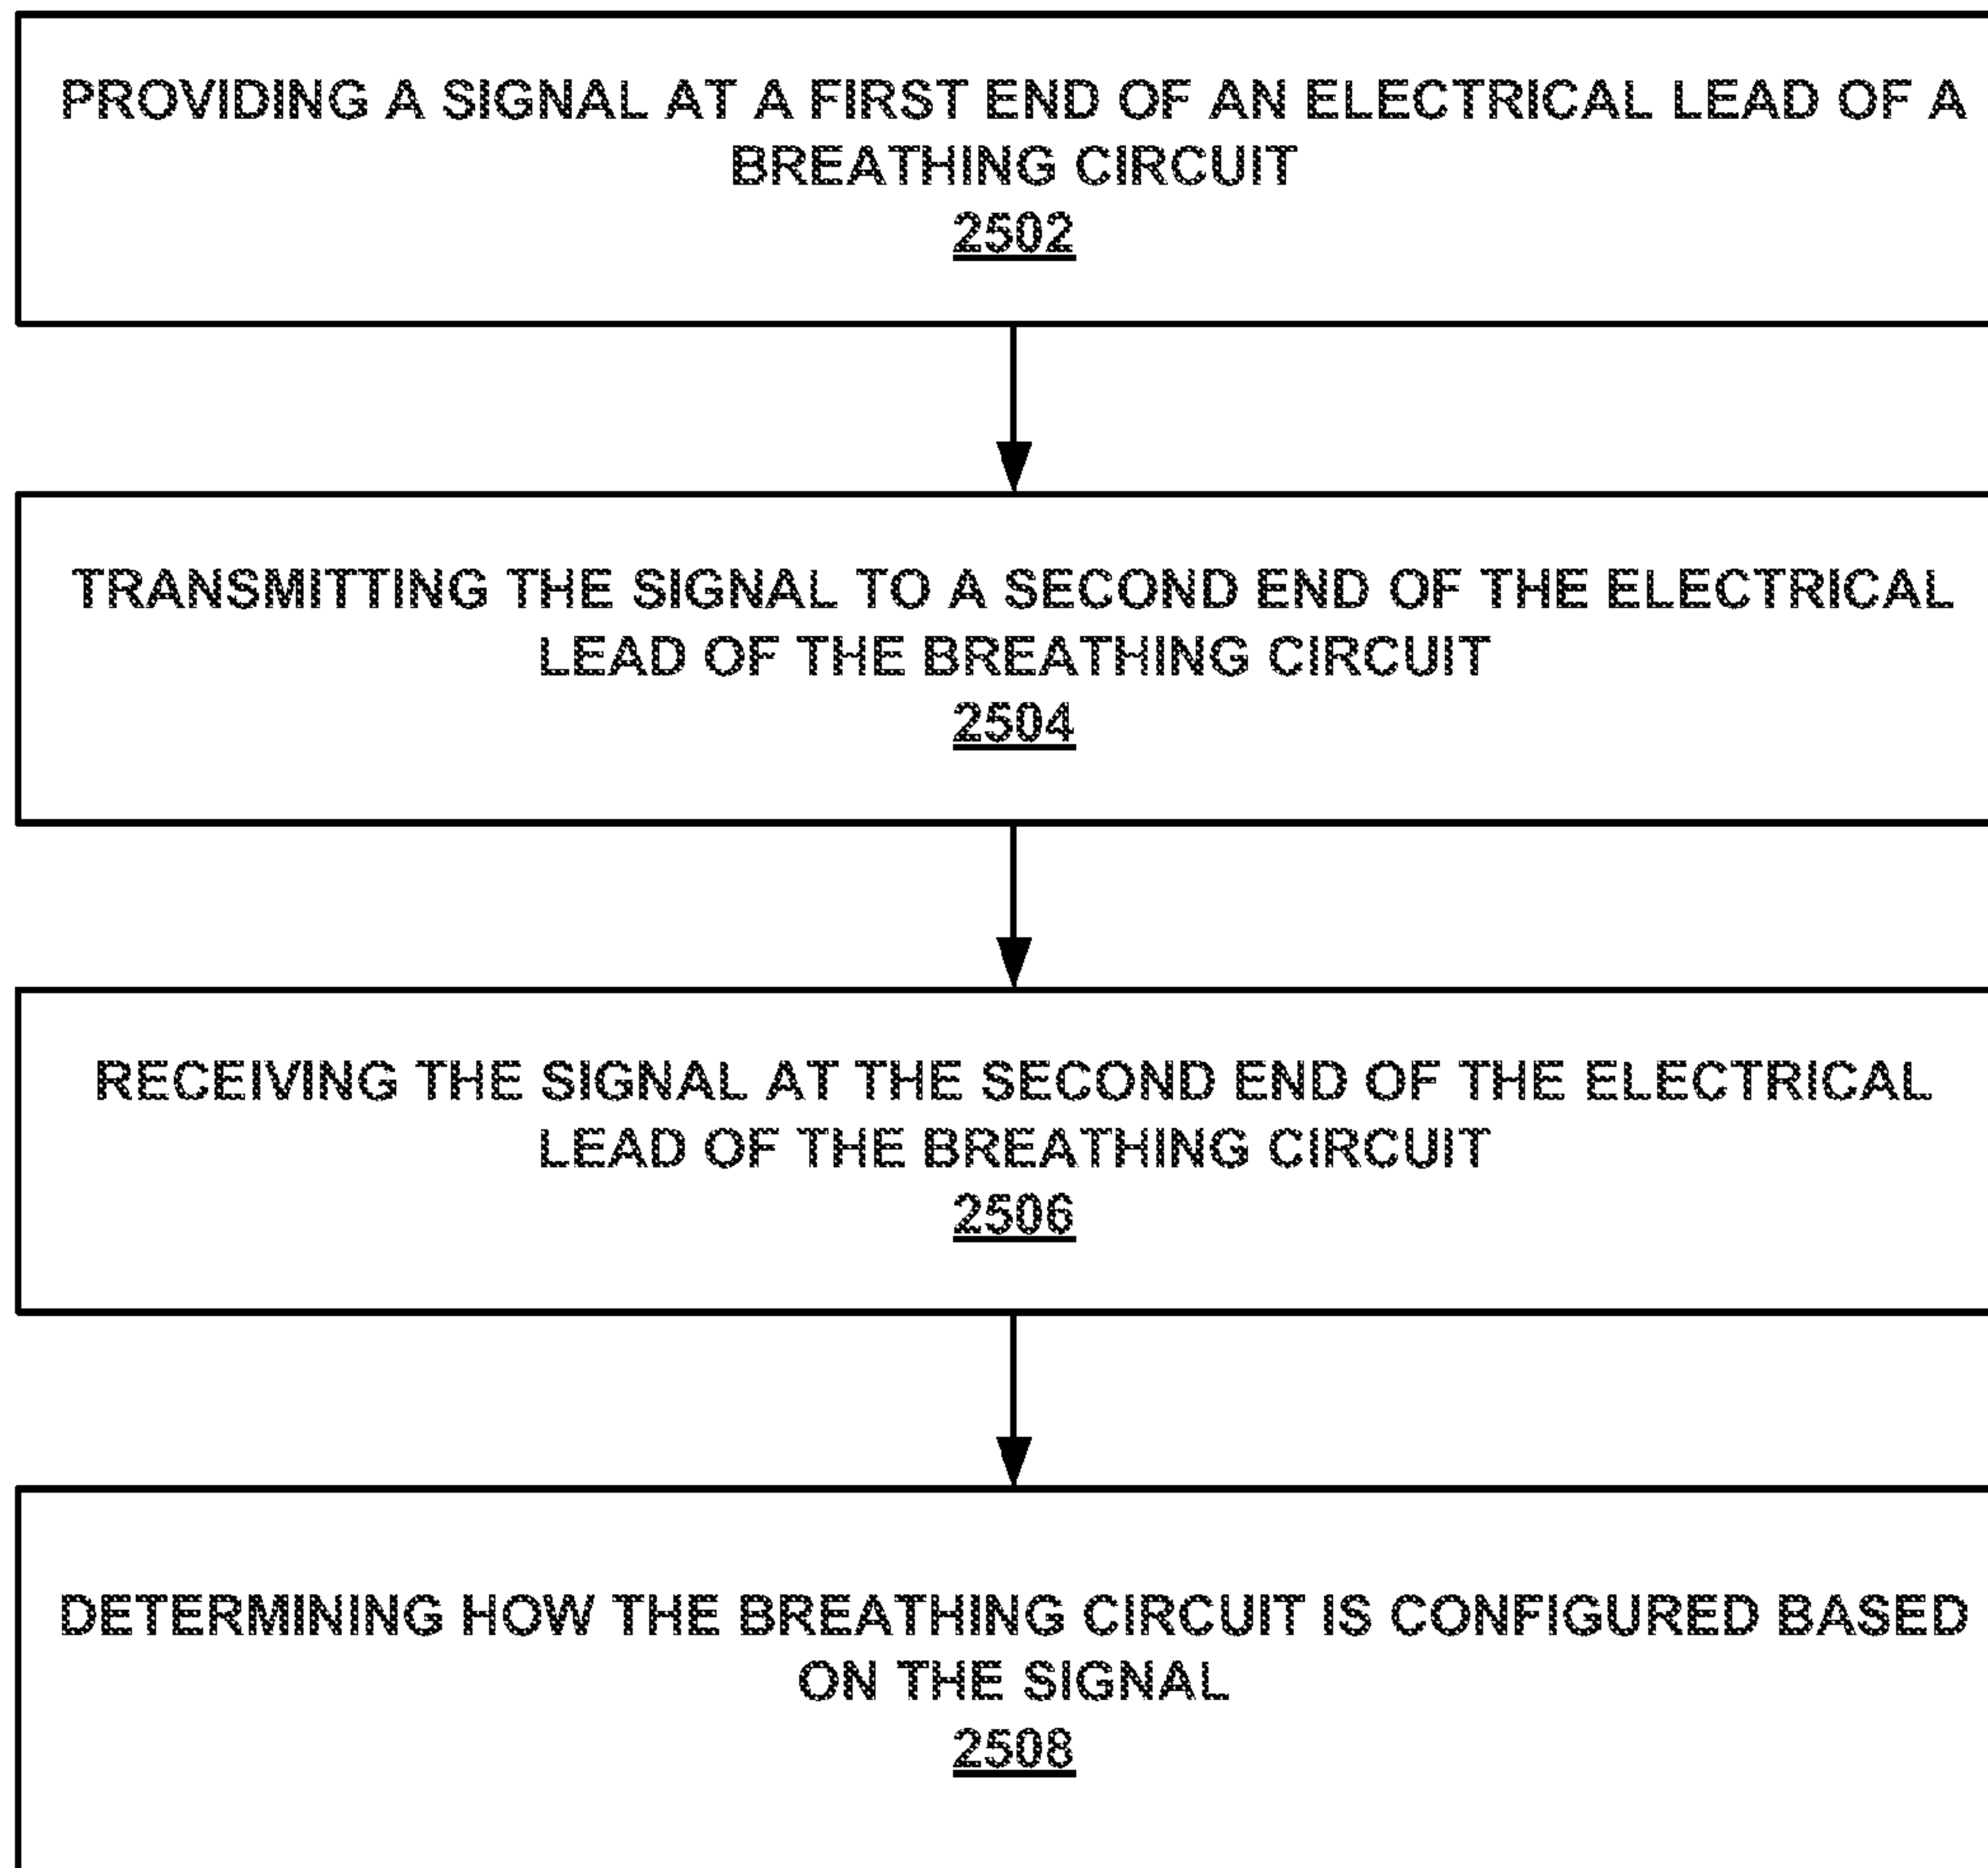 PROVIDING A SIGNAL AT A FIRST END OF AN ELECTRICAL LEAD OF A
BREATHING CIRCUIT
2502
TRANSMITTING THE SIGNAL TO A SECOND END OF THE ELECTRICAL
LEAD OF THE BREATHING CIRCUIT
2504
RECEIVING THE SIGNAL AT THE SECOND END OF THE ELECTRICAL
LEAD OF THE BREATHING CIRCUIT
2506
DETERMINING HOW THE BREATHING CIRCUIT IS CONFIGURED BASED
ON THE SIGNAL
2508